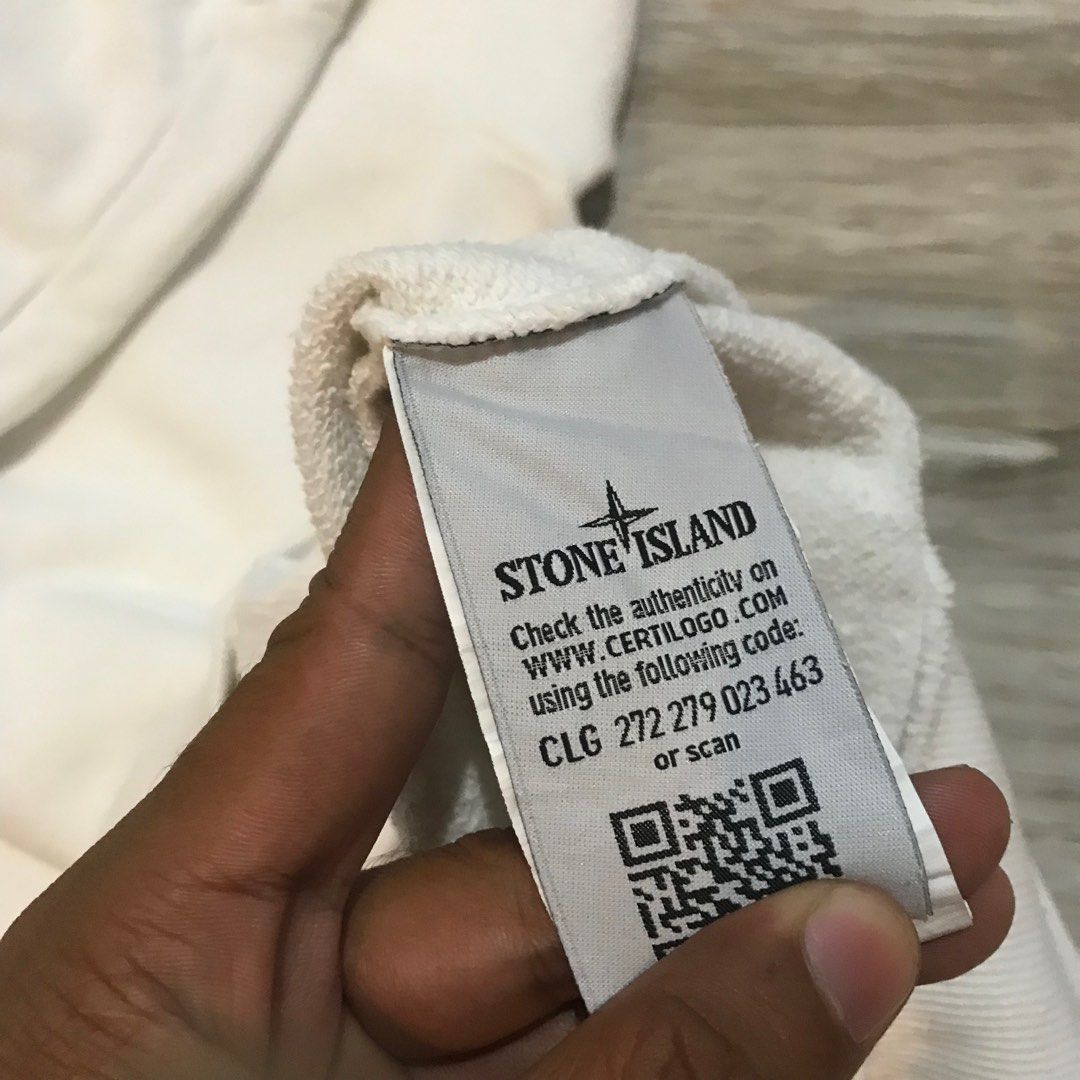 STONE ISLAND
Check the authenticity on
WWW.CERTILOGO.COM
using the following code:
CLG 272 279 023 463
or scan